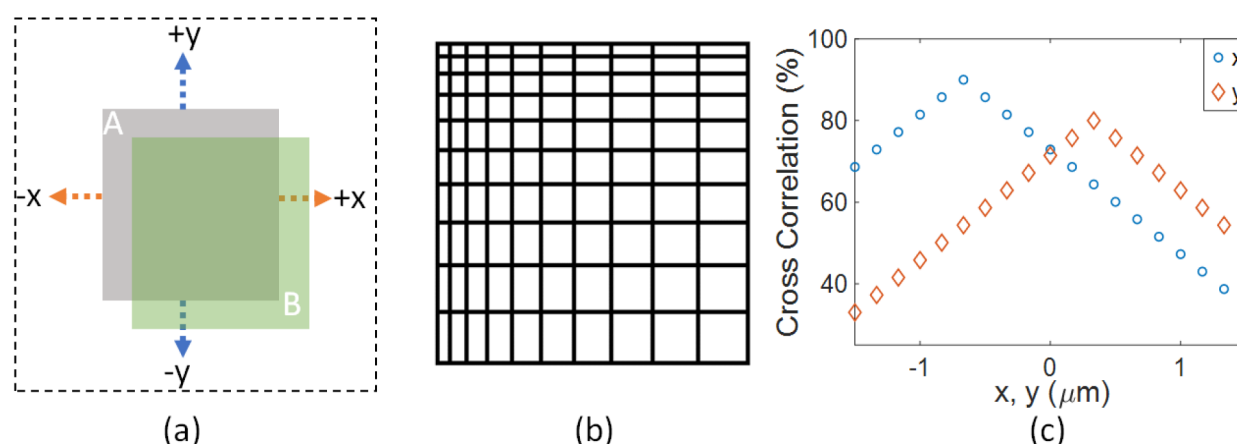 +y
A
-x
+x
B
-y
(a)
(b)
Cross Correlation (%)
100
80
60
40
-1
0
1
x, y (μm)
x
y
(c)